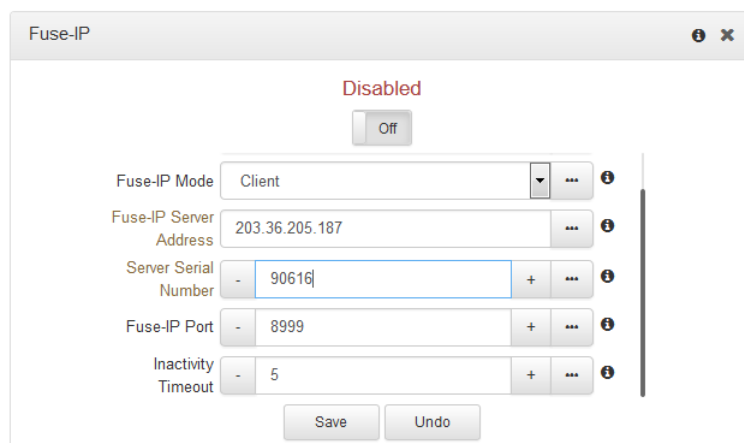 Fuse-IP
Disabled
Off
Fuse-IP Mode Client
Fuse-IP Server
Address 203.36.205.187
Server Serial
Number - 90616 +
Fuse-IP Port - 8999 +
Inactivity
Timeout - 5 +
Save Undo